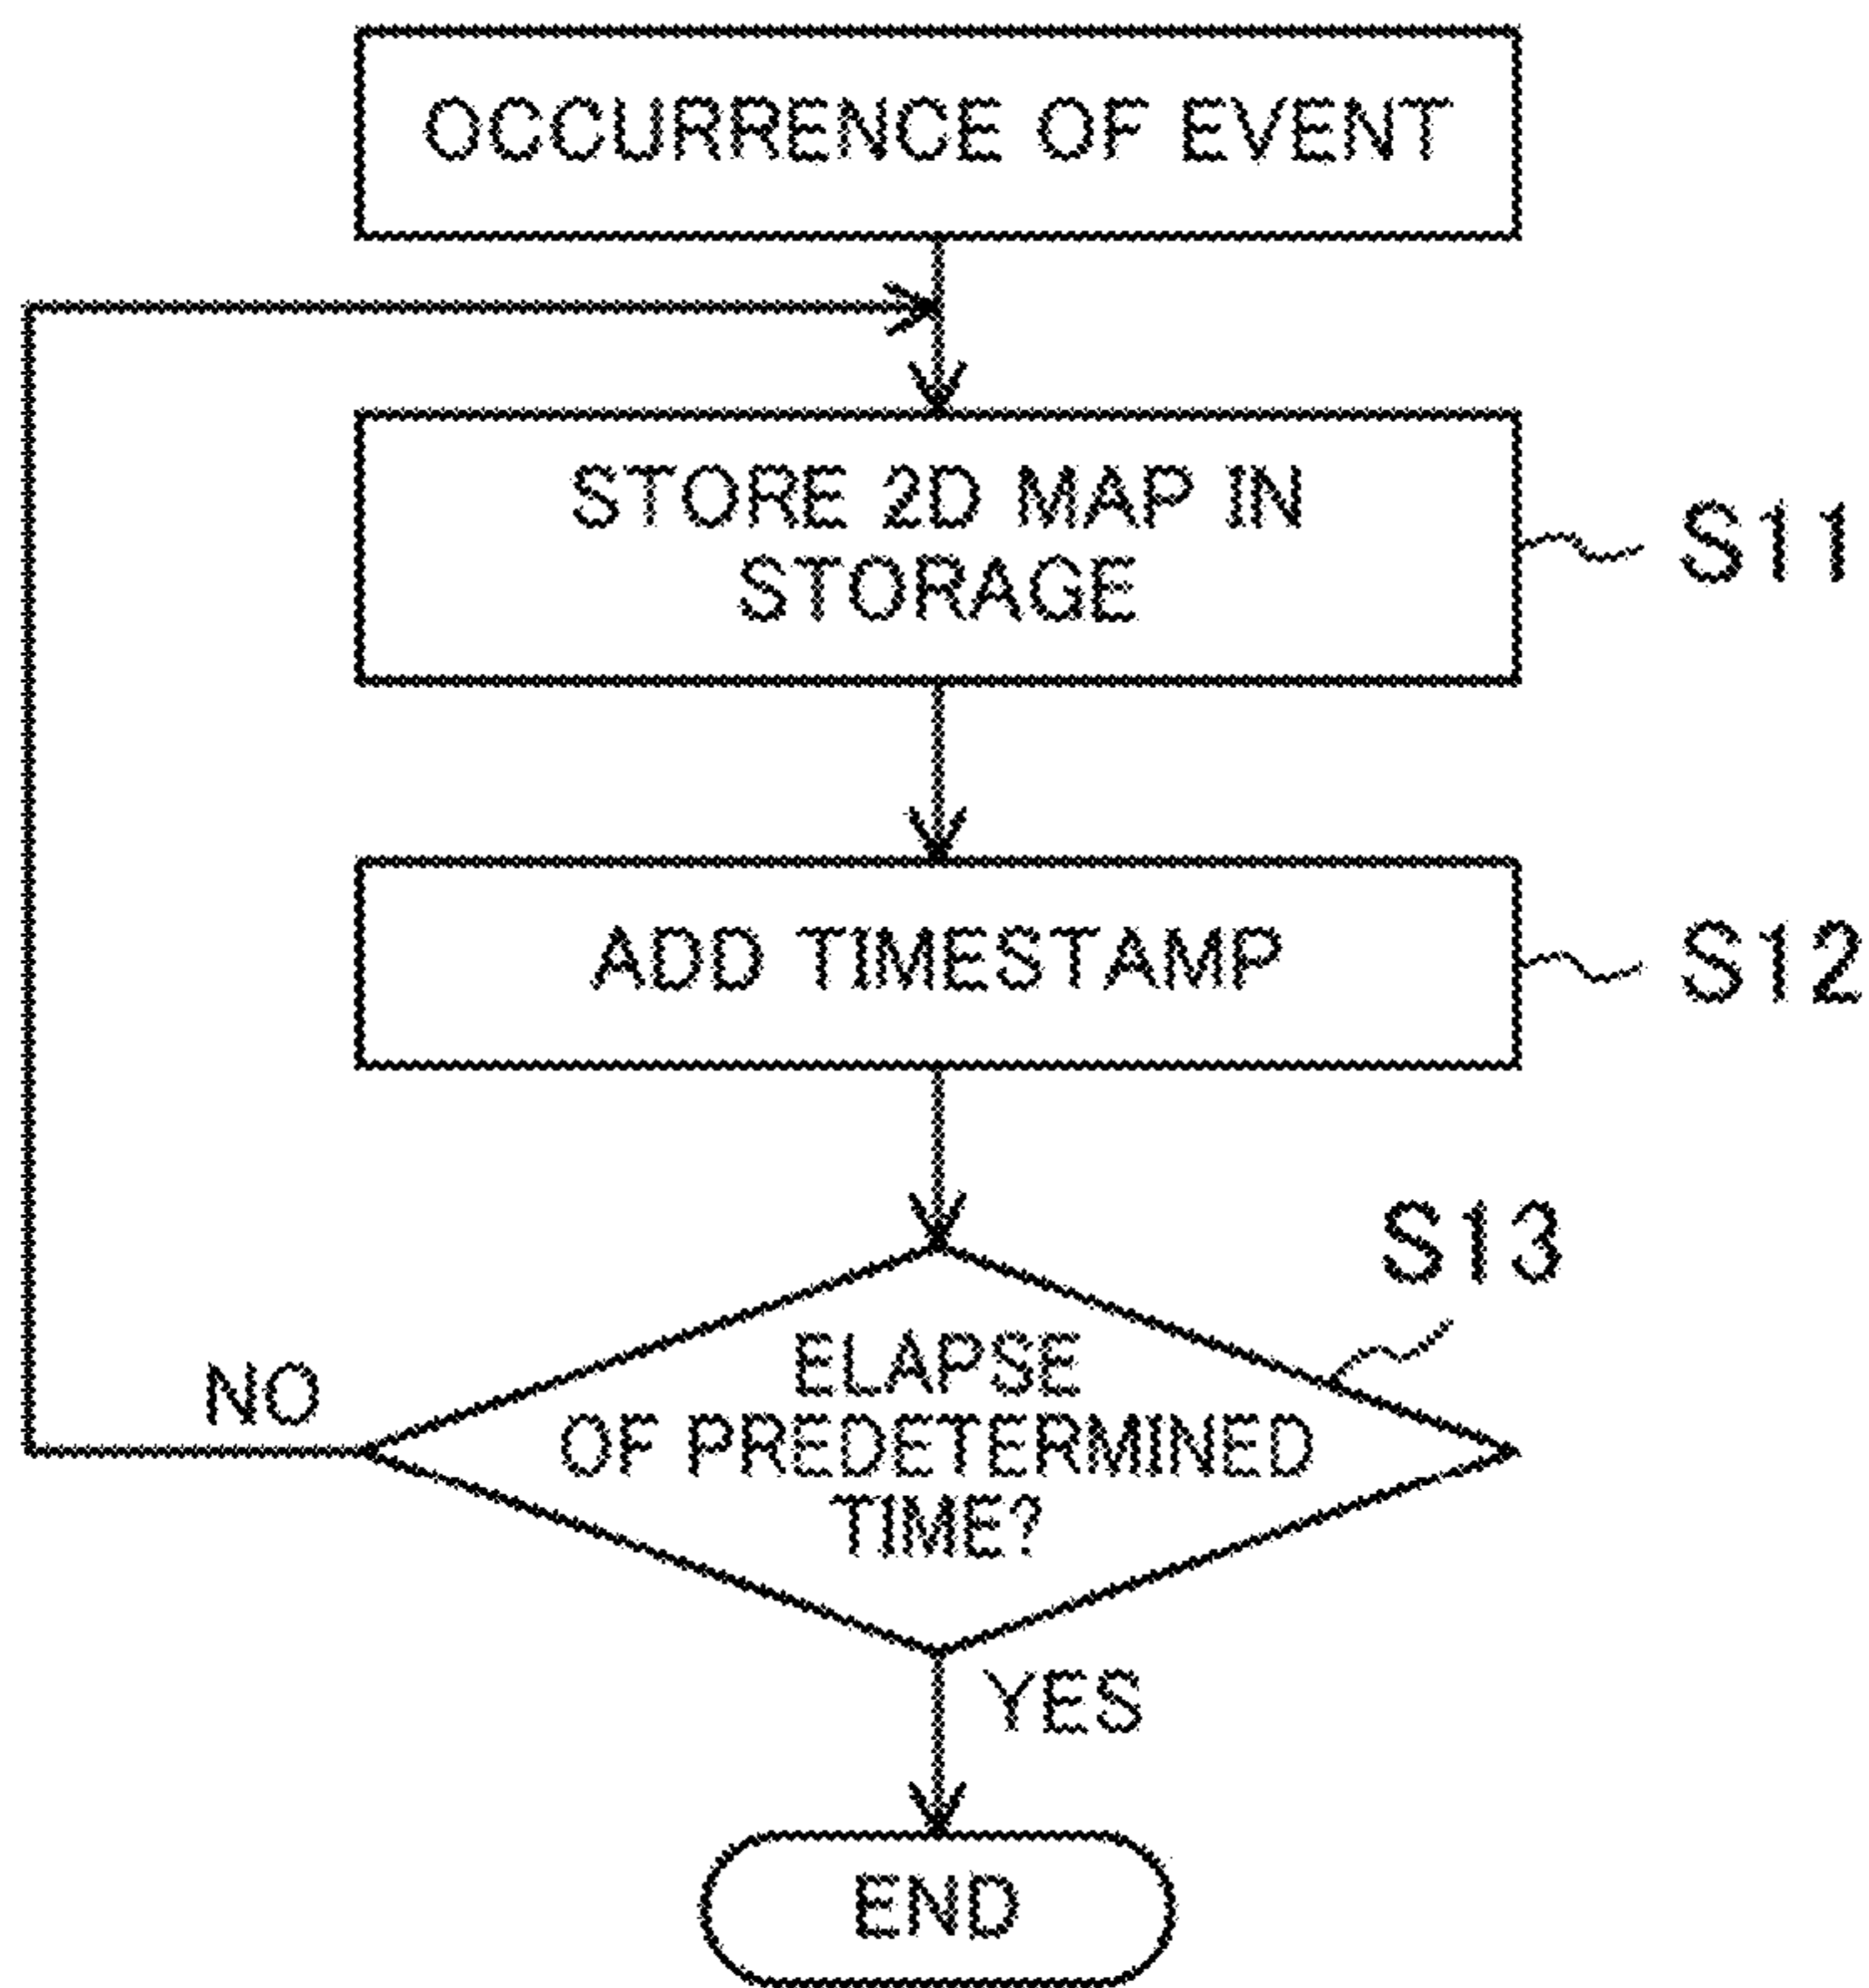 OCCURRENCE OF EVENT
STORE 2D MAP IN
STORAGE
S11
ADD TIMESTAMP
S12
S13
ELAPSE
OF PREDETERMINED
TIME?
NO
YES
END